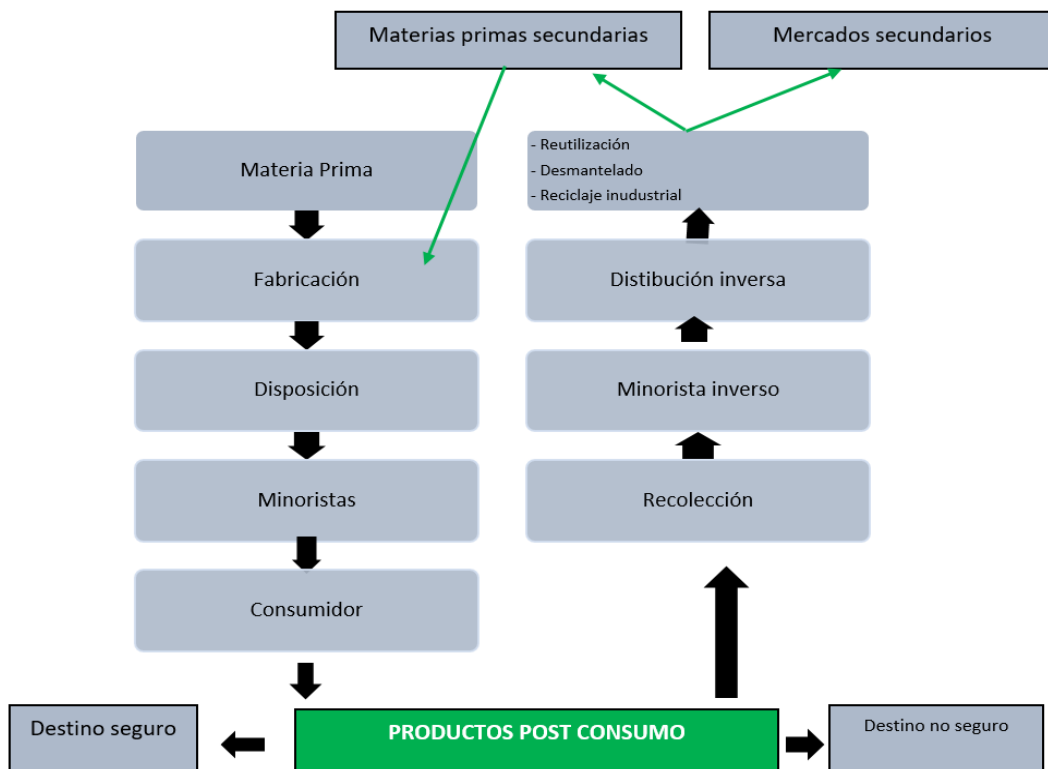 Materias primas secundarias
Mercados secundarios
Materia Prima
- Reutilización
- Desmantelado
- Reciclaje inudustrial
Fabricación
Distibución inversa
Disposición
Minorista inverso
Minoristas
Recolección
Consumidor
Destino seguro
PRODUCTOS POST CONSUMO
Destino no seguro